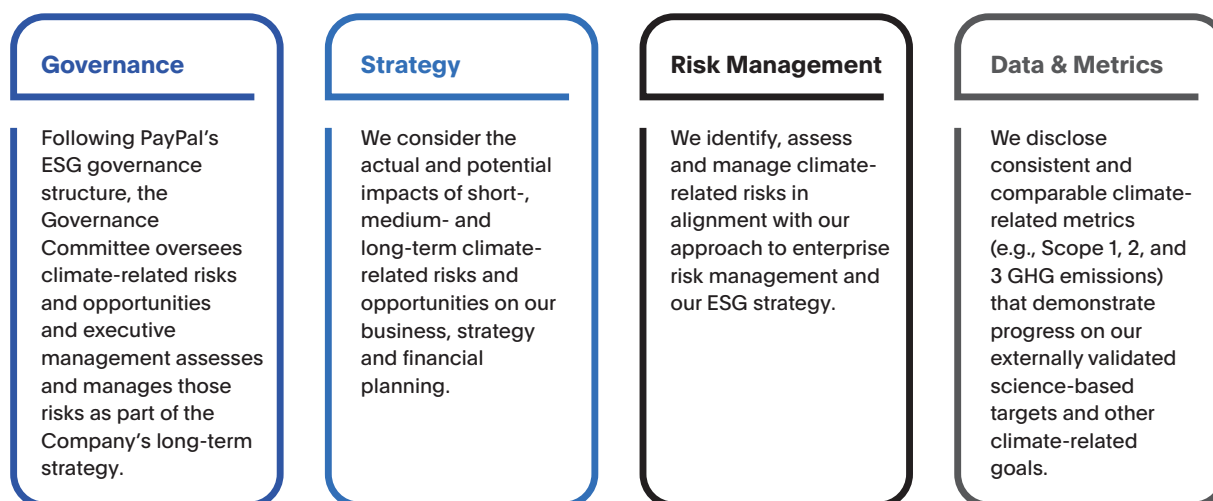 Governance
Following PayPal's
ESG governance
structure, the
Governance
Committee oversees
climate-related risks
and opportunities
and executive
management assesses
and manages those
risks as part of the
Company's long-term
strategy.
Strategy
We consider the
actual and potential
impacts of short-,
medium- and
long-term climate-
related risks and
opportunities on our
business, strategy
and financial
planning.
Risk Management
We identify, assess
and manage climate-
related risks in
alignment with our
approach to enterprise
risk management and
our ESG strategy.
Data & Metrics
We disclose
consistent and
comparable climate-
related metrics
(e.g., Scope 1, 2, and
3 GHG emissions)
that demonstrate
progress on our
externally validated
science-based
targets and other
climate-related
goals.